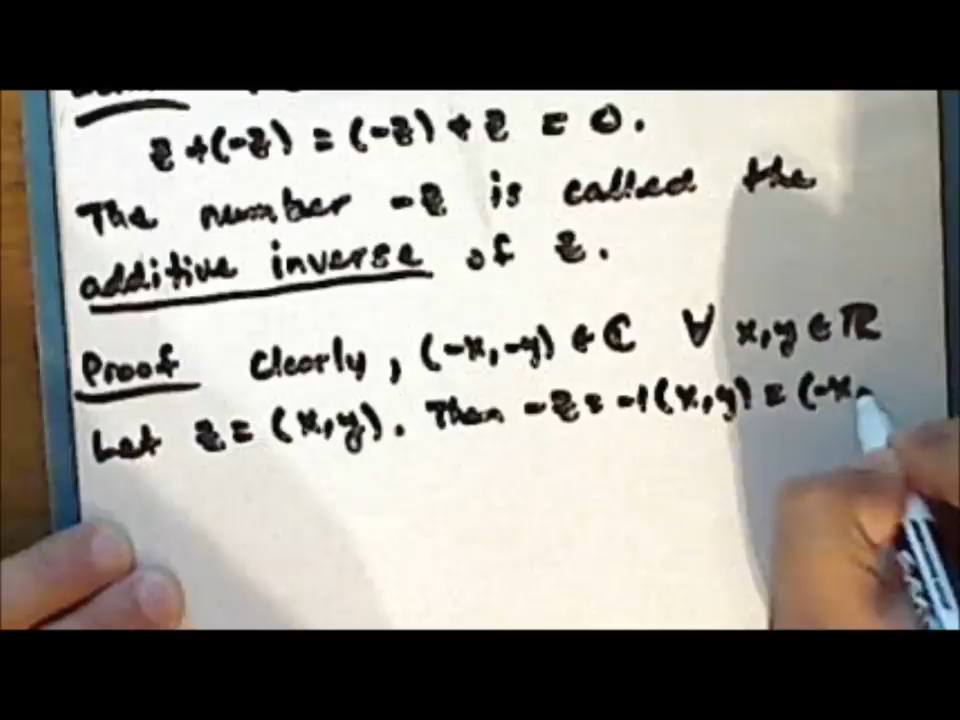 z+(-z) = (-z) + z = 0.
The number -z is called the
additive inverse of z.
Proof Clearly, (-x,-y) ∈ ℂ ∀ x,y ∈ ℝ
Let z = (x,y). Then -z = -1(x,y) = (-x,